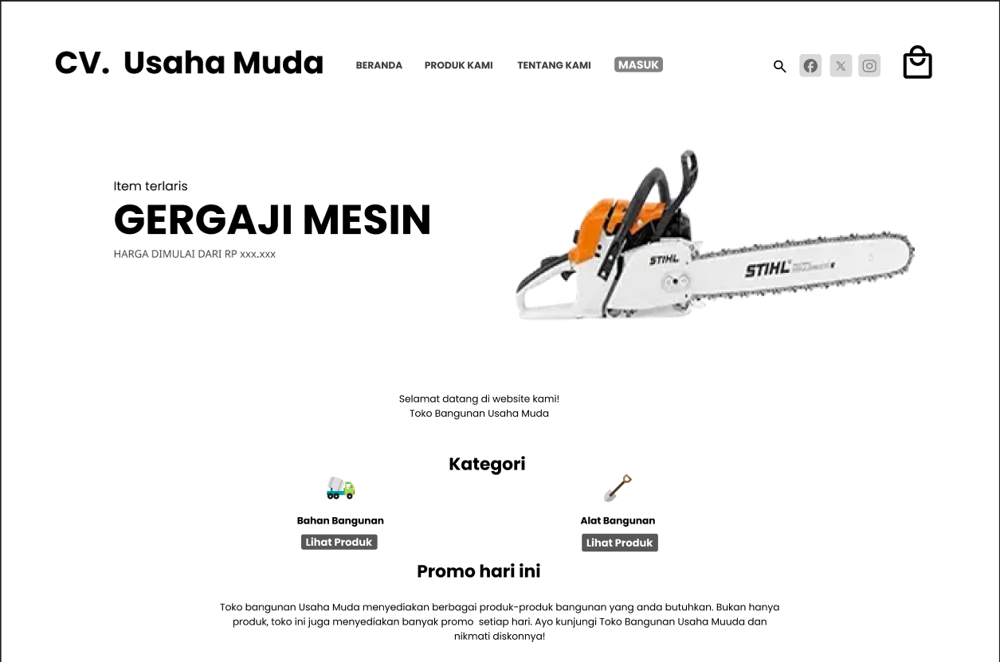 CV. Usaha Muda
BERANDA
PRODUK KAMI
TENTANG KAMI
MASUK
Item terlaris
GERGAJI MESIN
HARGA DIMULAI DARI RP xxx.xxx
STIHL
STIHL
Selamat datang di website kami!
Toko Bangunan Usaha Muda
Kategori
Bahan Bangunan
Alat Bangunan
Lihat Produk
Lihat Produk
Promo hari ini
Toko bangunan Usaha Muda menyediakan berbagai produk-produk bangunan yang anda butuhkan. Bukan hanya
produk, toko ini juga menyediakan banyak promo setiap hari. Ayo kunjungi Toko Bangunan Usaha Muuda dan
nikmati diskonnya!